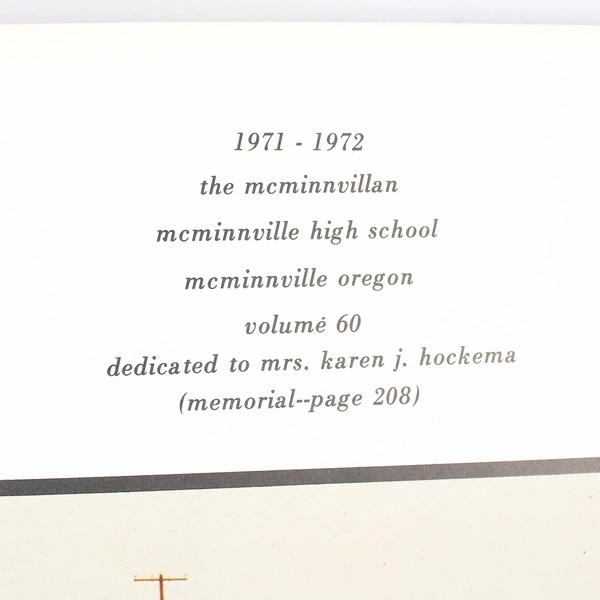 1971 - 1972
the mcminnvillan
mcminnville high school
mcminnville oregon
volumé 60
dedicated to mrs. karen j. hockema
(memorial--page 208)